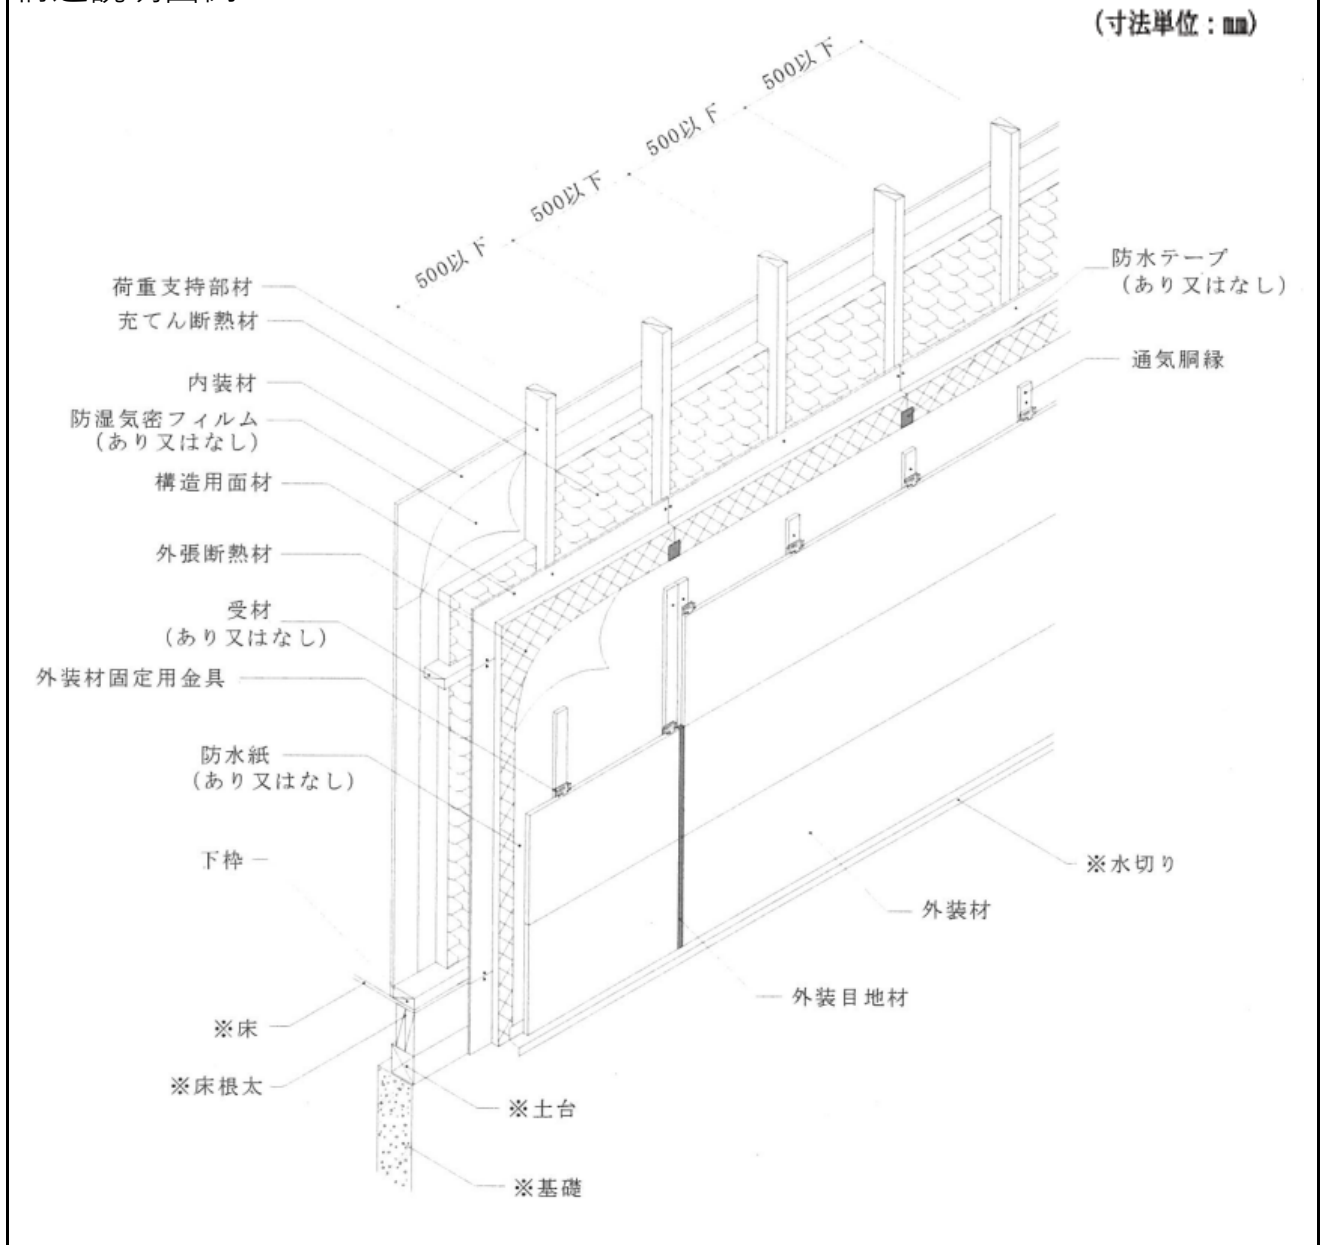 (寸法単位：㎜)
500以下
500以下
500以下
500以下
荷重支持部材
充てん断熱材
内装材
防湿気密フィルム
(あり又はなし)
構造用面材
外張断熱材
受材
(あり又はなし)
外装材固定用金具
防水紙
(あり又はなし)
下枠
※床
※床根太
防水テープ
(あり又はなし)
通気胴縁
※水切り
外装材
外装目地材
※土台
※基礎